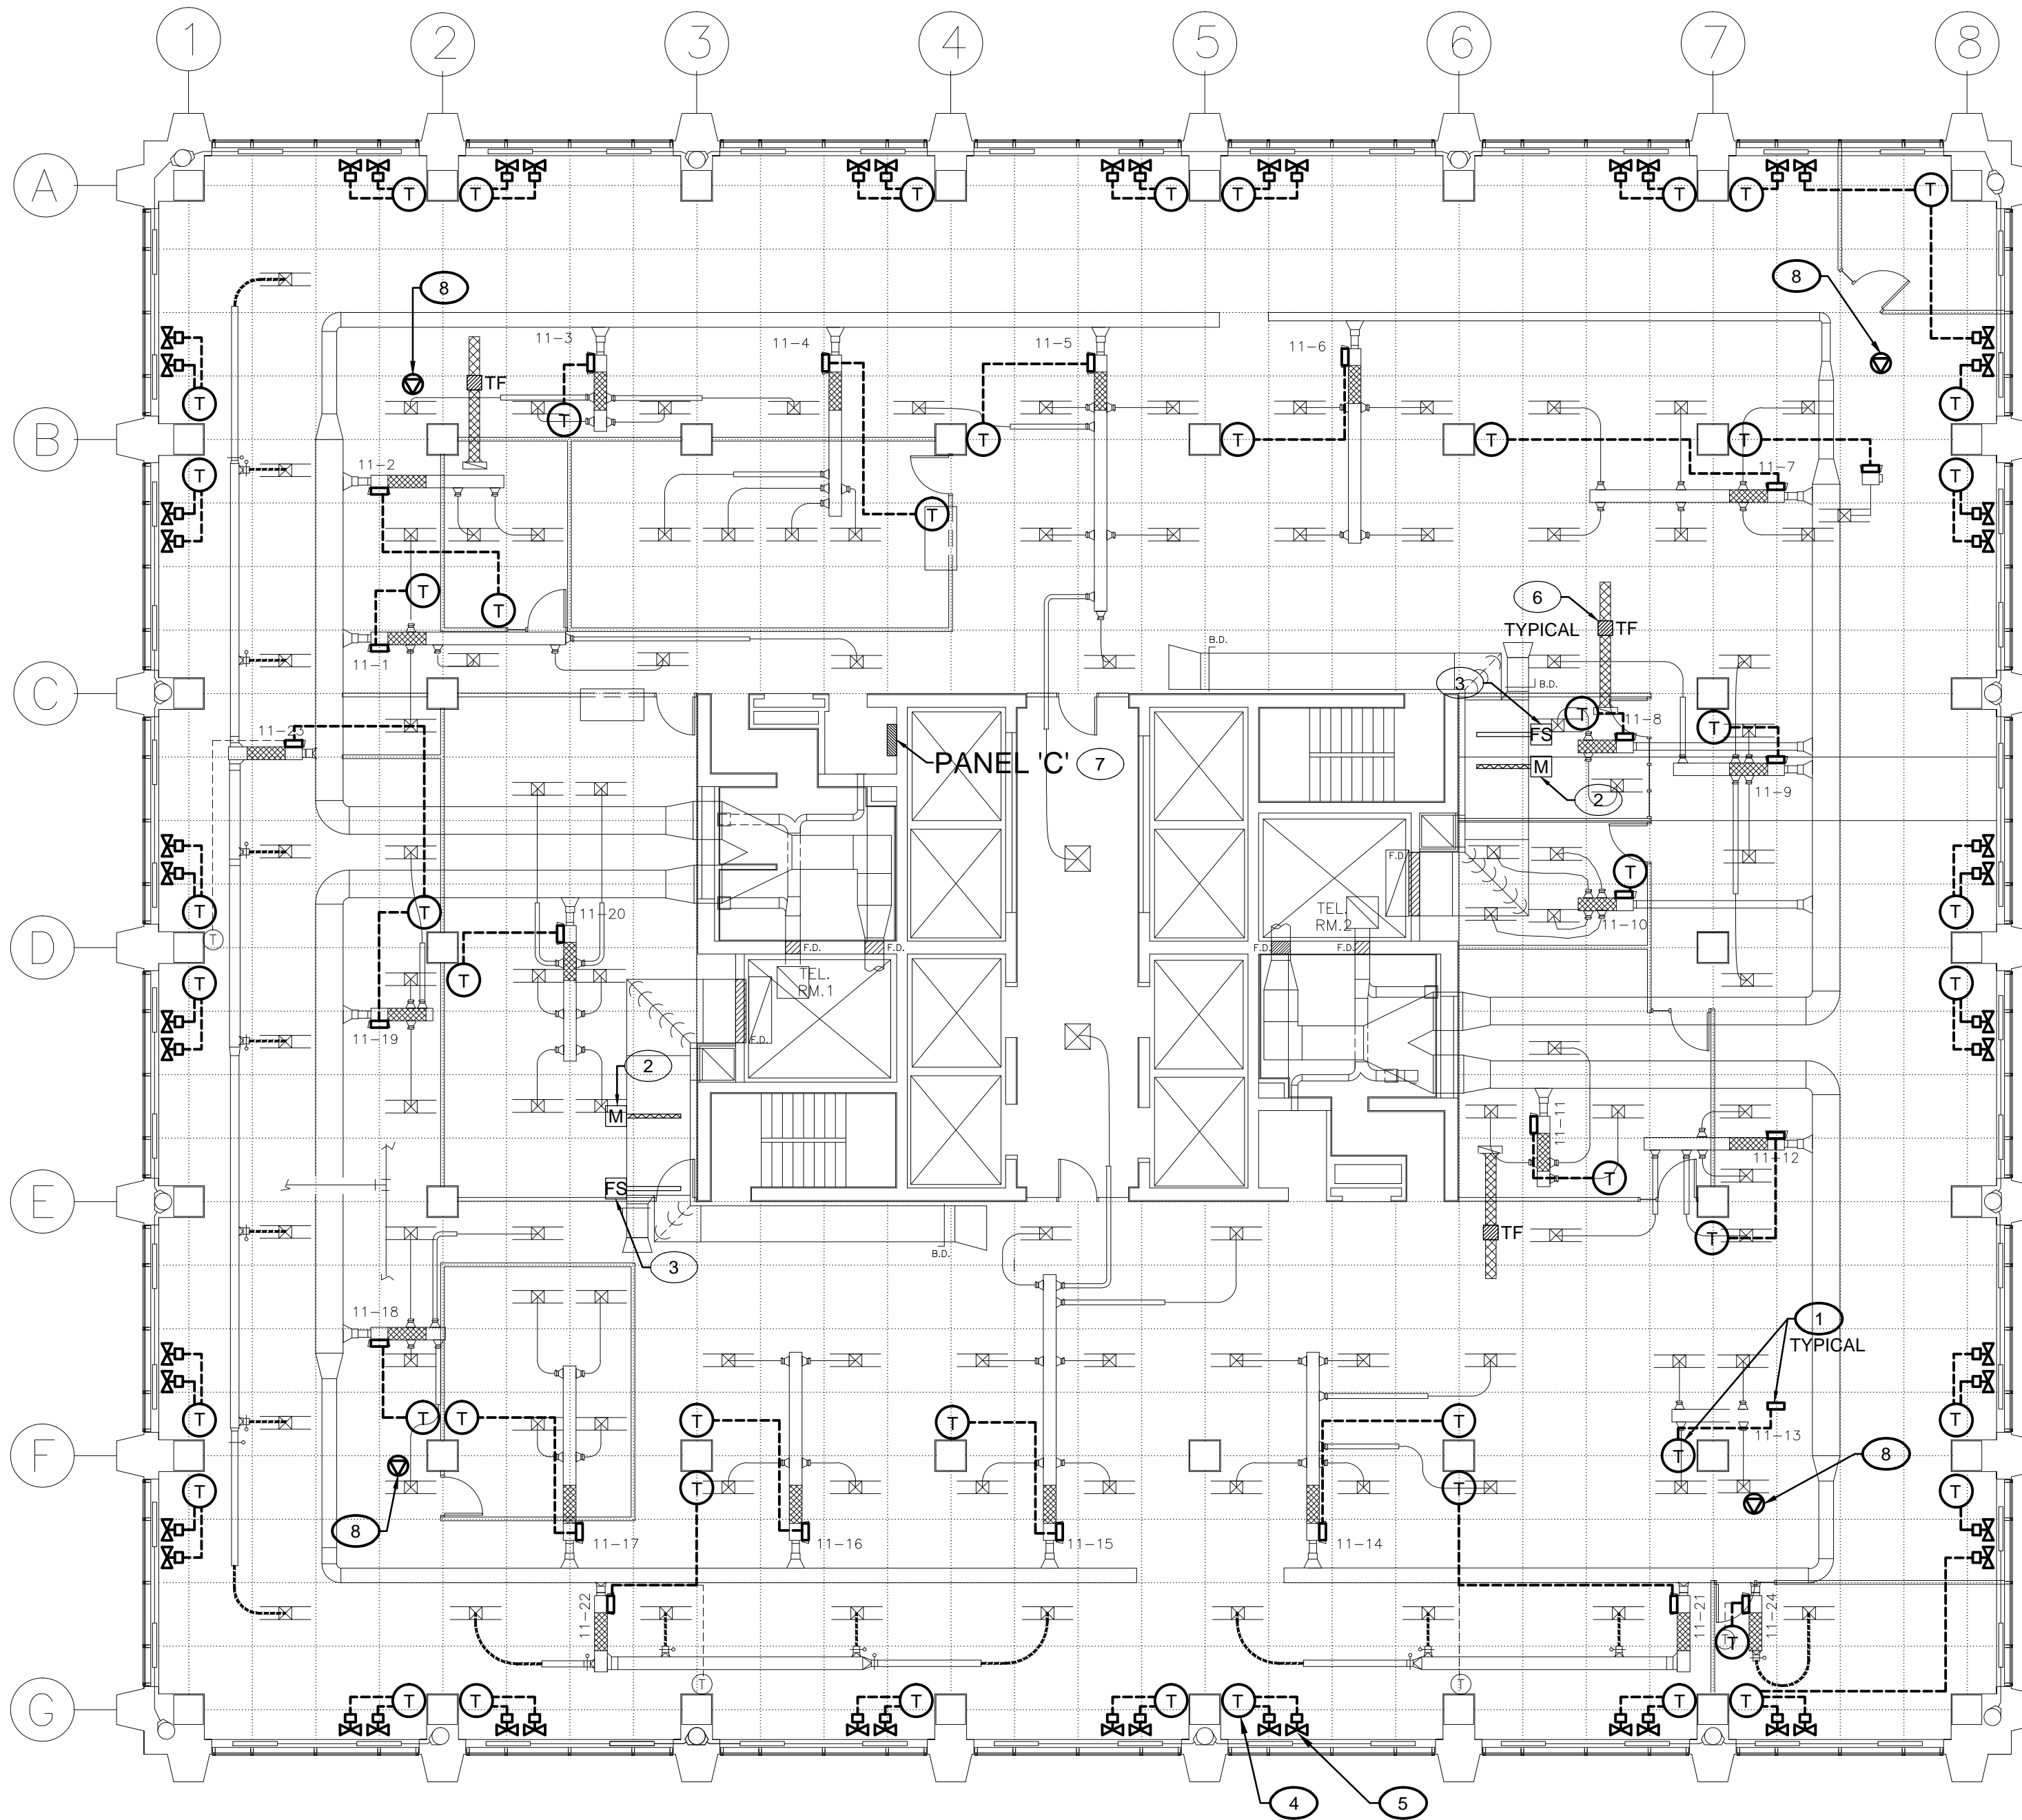 1 2 3 4 5 6 7 8
A
T T T T T T T T T
8 8
11-3 11-4 11-5 11-6
TF
T T
T
B
T T T T
T 11-2 11-7 T
T
T 6
T TYPICAL TF
11-1 B.D.
C
3 B.D.
T 11-8 T
11-23 FS
PANEL 'C' 7 M
2 11-9
F.D. T
T T 11-20 TEL. T
RM.2 11-10
D T
F.D. F.D. F.D. F.D.
T T TEL. T
RM.1
11-19
F.D.
2
M 11-11
11-12
T
E FS
TF T
B.D.
3
11-18 1
TYPICAL
T T T T T T T
11-13
F T
8
T T T T
8
11-17 11-16 11-15 11-14
11-22 11-21 11-24
T T
T T
G T T T T T T T
4 5